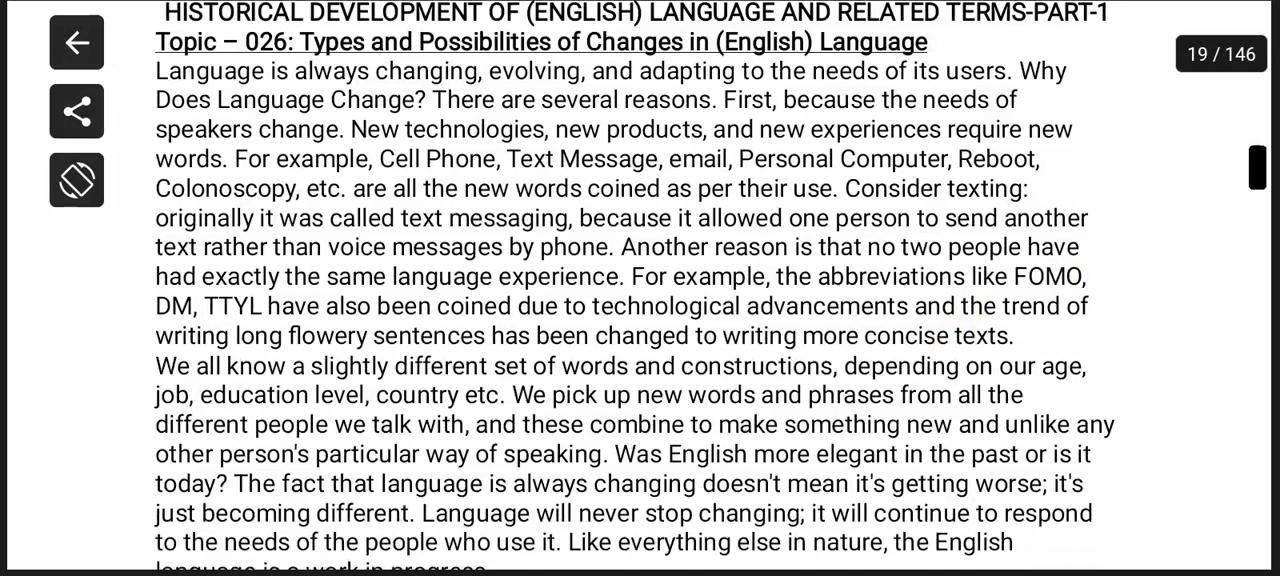 HISTORICAL DEVELOPMENT OF (ENGLISH) LANGUAGE AND RELATED TERMS-PART-1
Topic – 026: Types and Possibilities of Changes in (English) Language
19 / 146
Language is always changing, evolving, and adapting to the needs of its users. Why
Does Language Change? There are several reasons. First, because the needs of
speakers change. New technologies, new products, and new experiences require new
words. For example, Cell Phone, Text Message, email, Personal Computer, Reboot,
Colonoscopy, etc. are all the new words coined as per their use. Consider texting:
originally it was called text messaging, because it allowed one person to send another
text rather than voice messages by phone. Another reason is that no two people have
had exactly the same language experience. For example, the abbreviations like FOMO,
DM, TTYL have also been coined due to technological advancements and the trend of
writing long flowery sentences has been changed to writing more concise texts.
We all know a slightly different set of words and constructions, depending on our age,
job, education level, country etc. We pick up new words and phrases from all the
different people we talk with, and these combine to make something new and unlike any
other person's particular way of speaking. Was English more elegant in the past or is it
today? The fact that language is always changing doesn't mean it's getting worse; it's
just becoming different. Language will never stop changing; it will continue to respond
to the needs of the people who use it. Like everything else in nature, the English
language is a work in progress.